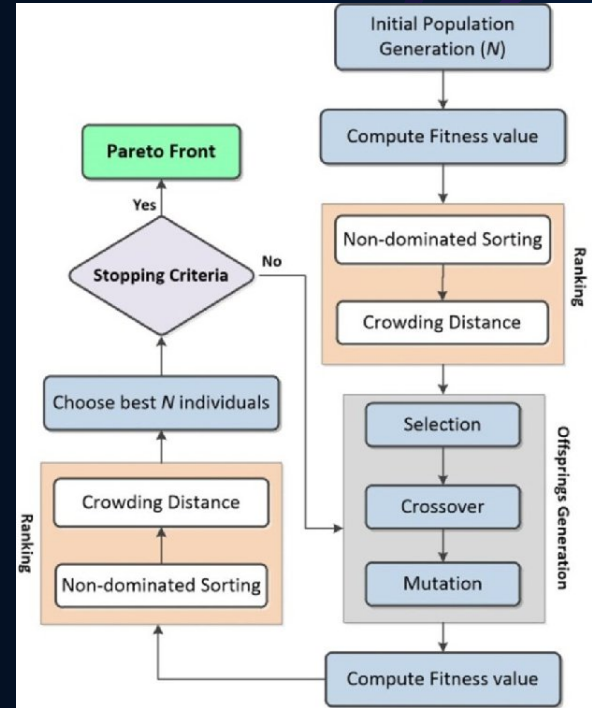 Initial Population
Generation (N)
Compute Fitness value
Non-dominated Sorting
Crowding Distance
Ranking
Selection
Crossover
Mutation
Offsprings Generation
Compute Fitness value
Non-dominated Sorting
Crowding Distance
Ranking
Choose best N individuals
Stopping Criteria
No
Yes
Pareto Front